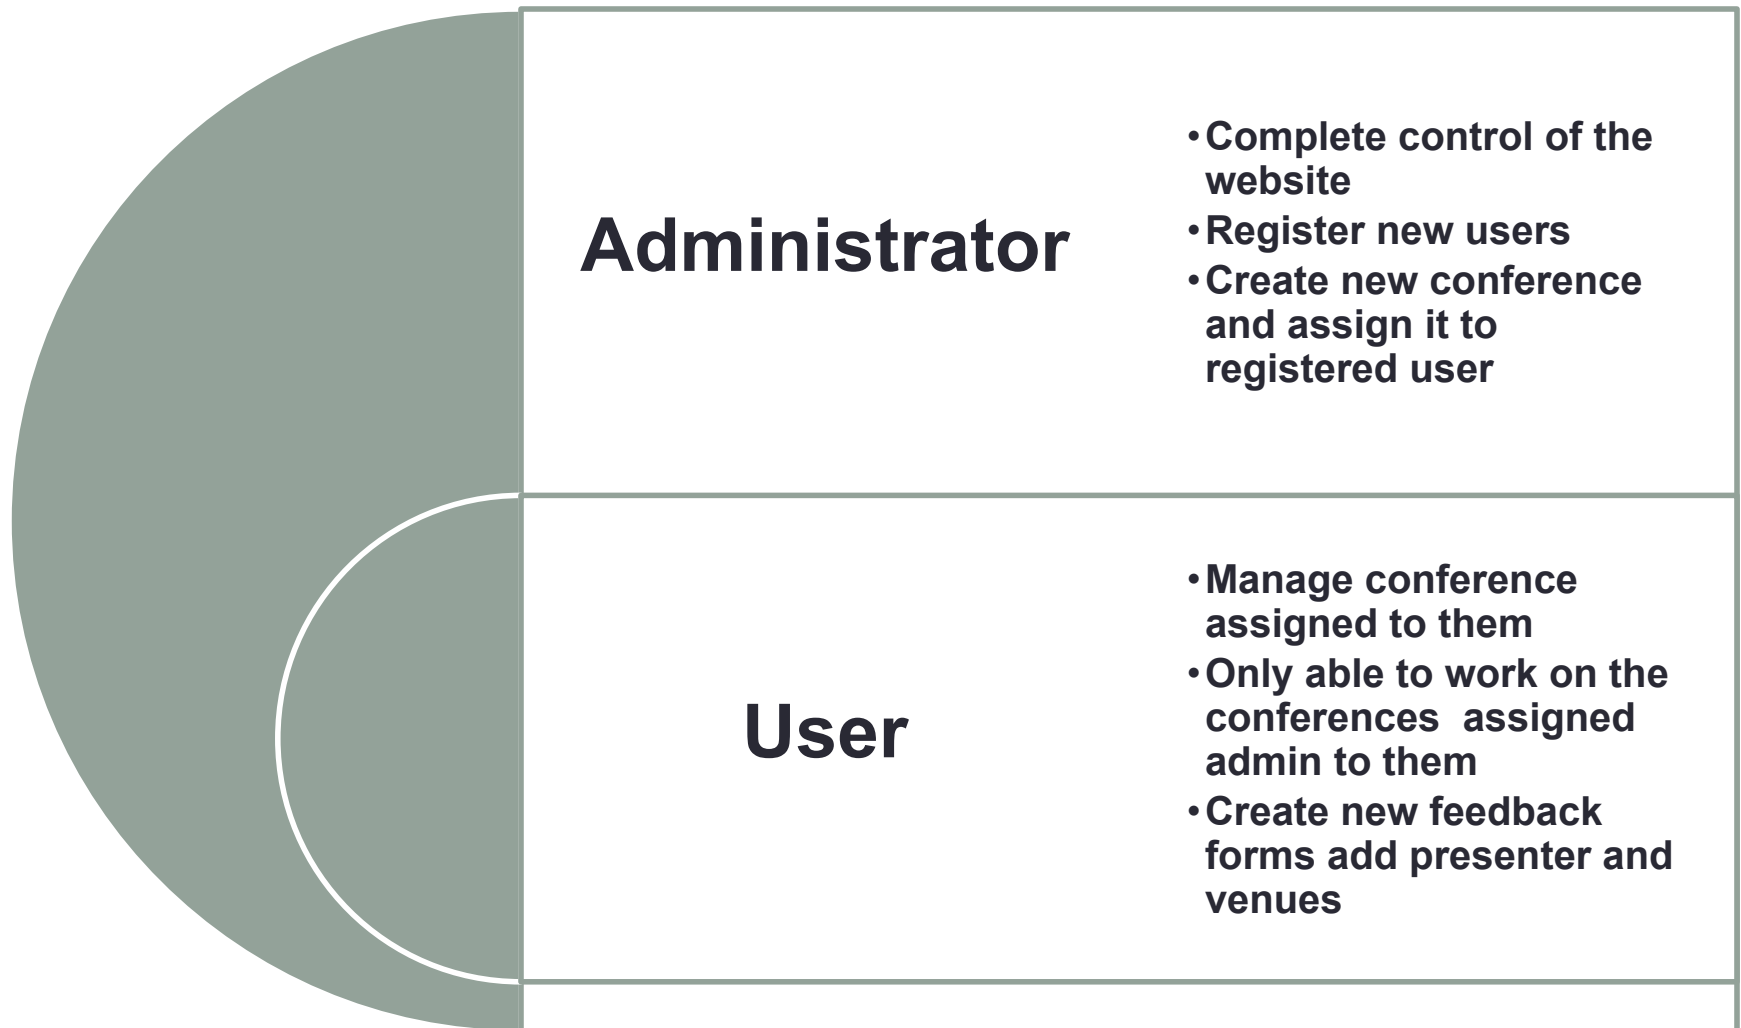 Administrator
•Complete control of the
website
•Register new users
•Create new conference
and assign it to
registered user
User
•Manage conference
assigned to them
•Only able to work on the
conferences  assigned
admin to them
•Create new feedback
forms add presenter and
venues